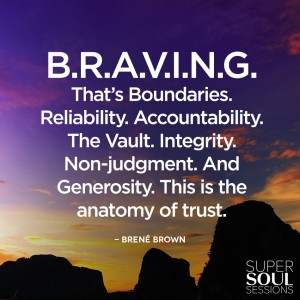 B.R.A.V.I.N.G.
That's Boundaries.
Reliability. Accountability.
The Vault. Integrity.
Non-judgment. And
Generosity. This is the
anatomy of trust.
– BRENÉ BROWN
SUPER
SOUL
SESSIONS